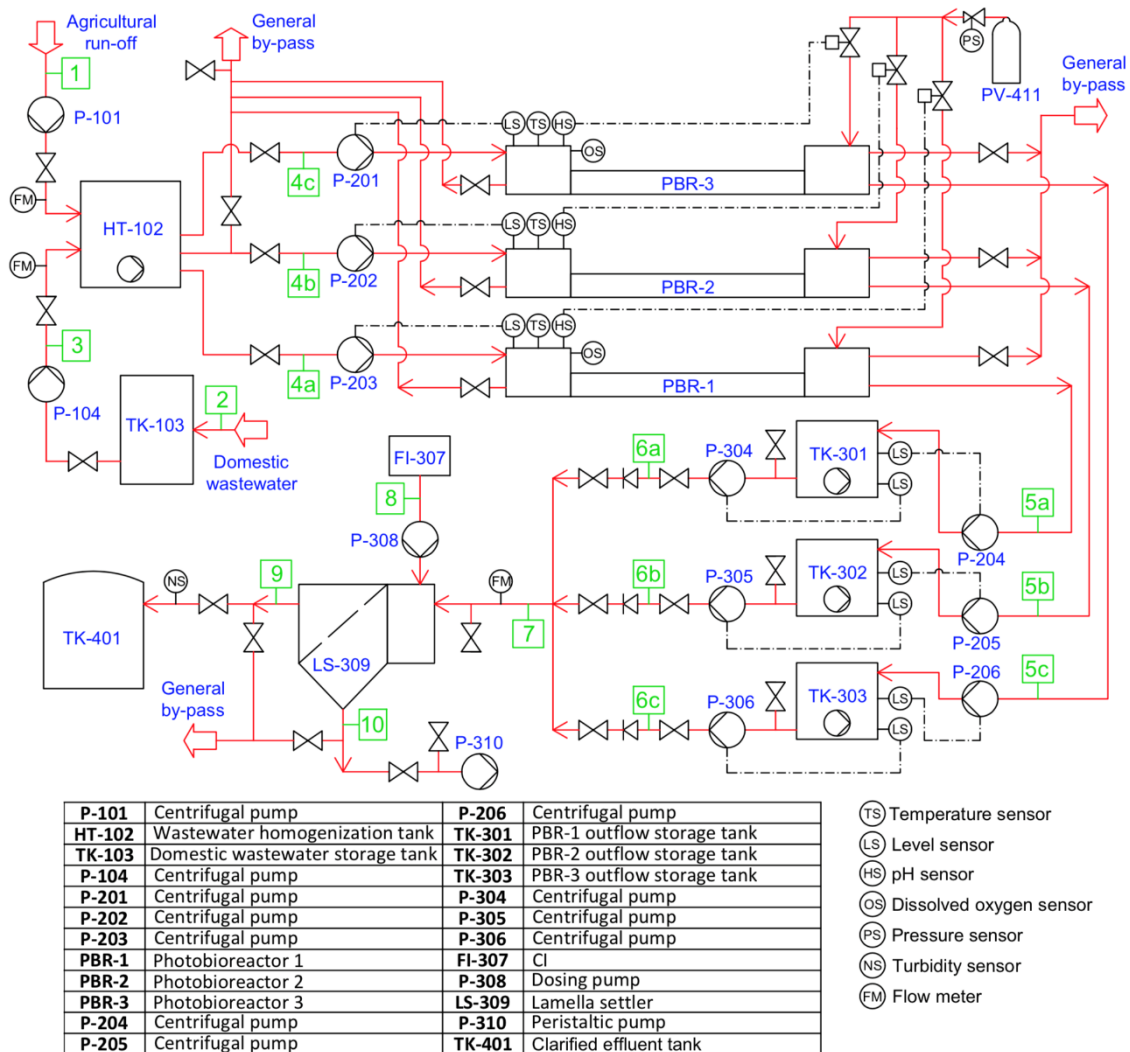 Agricultural
run-off
General
by-pass
1
P-101
FM
HT-102
FM
3
P-104
TK-103
2
Domestic
wastewater
4c
P-201
LS TS HS
OS
PBR-3
4b
P-202
LS TS HS
PBR-2
4a
P-203
LS TS HS
OS
PBR-1
PS
PV-411
General
by-pass
FI-307
8
P-308
6a
P-304
TK-301
LS
LS
P-204
5a
6b
P-305
TK-302
LS
LS
P-205
5b
6c
P-306
TK-303
LS
LS
P-206
5c
FM
7
TK-401
NS
9
LS-309
General
by-pass
10
P-310
P-101 Centrifugal pump P-206 Centrifugal pump
HT-102 Wastewater homogenization tank TK-301 PBR-1 outflow storage tank
TK-103 Domestic wastewater storage tank TK-302 PBR-2 outflow storage tank
P-104 Centrifugal pump TK-303 PBR-3 outflow storage tank
P-201 Centrifugal pump P-304 Centrifugal pump
P-202 Centrifugal pump P-305 Centrifugal pump
P-203 Centrifugal pump P-306 Centrifugal pump
PBR-1 Photobioreactor 1 FI-307 CI
PBR-2 Photobioreactor 2 P-308 Dosing pump
PBR-3 Photobioreactor 3 LS-309 Lamella settler
P-204 Centrifugal pump P-310 Peristaltic pump
P-205 Centrifugal pump TK-401 Clarified effluent tank
TS Temperature sensor
LS Level sensor
HS pH sensor
OS Dissolved oxygen sensor
PS Pressure sensor
NS Turbidity sensor
FM Flow meter